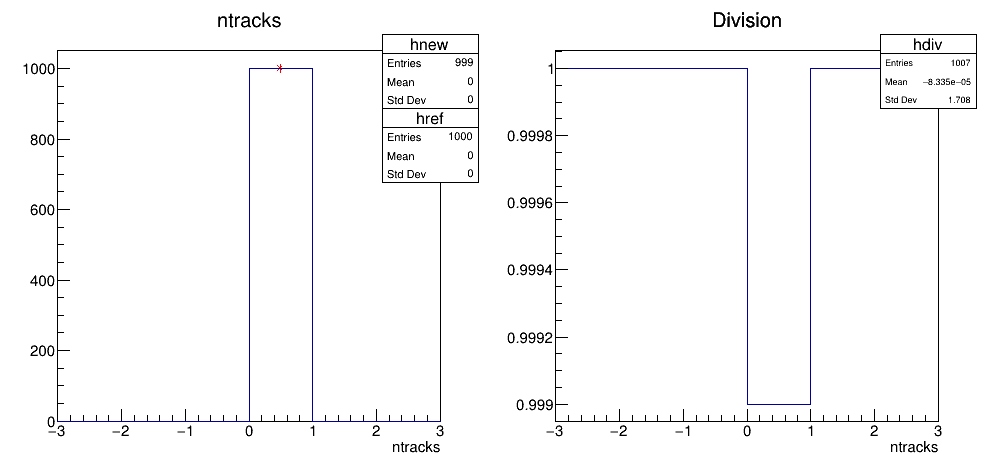 ntracks
hnew
Entries 999
Mean 0
Std Dev 0
href
Entries 1000
Mean 0
Std Dev 0
1000
800
600
400
200
0
−3 −2 −1 0 1 2 3
ntracks
Division
hdiv
Entries 1007
Mean −8.335e−05
Std Dev 1.708
1
0.9998
0.9996
0.9994
0.9992
0.999
−3 −2 −1 0 1 2 3
ntracks